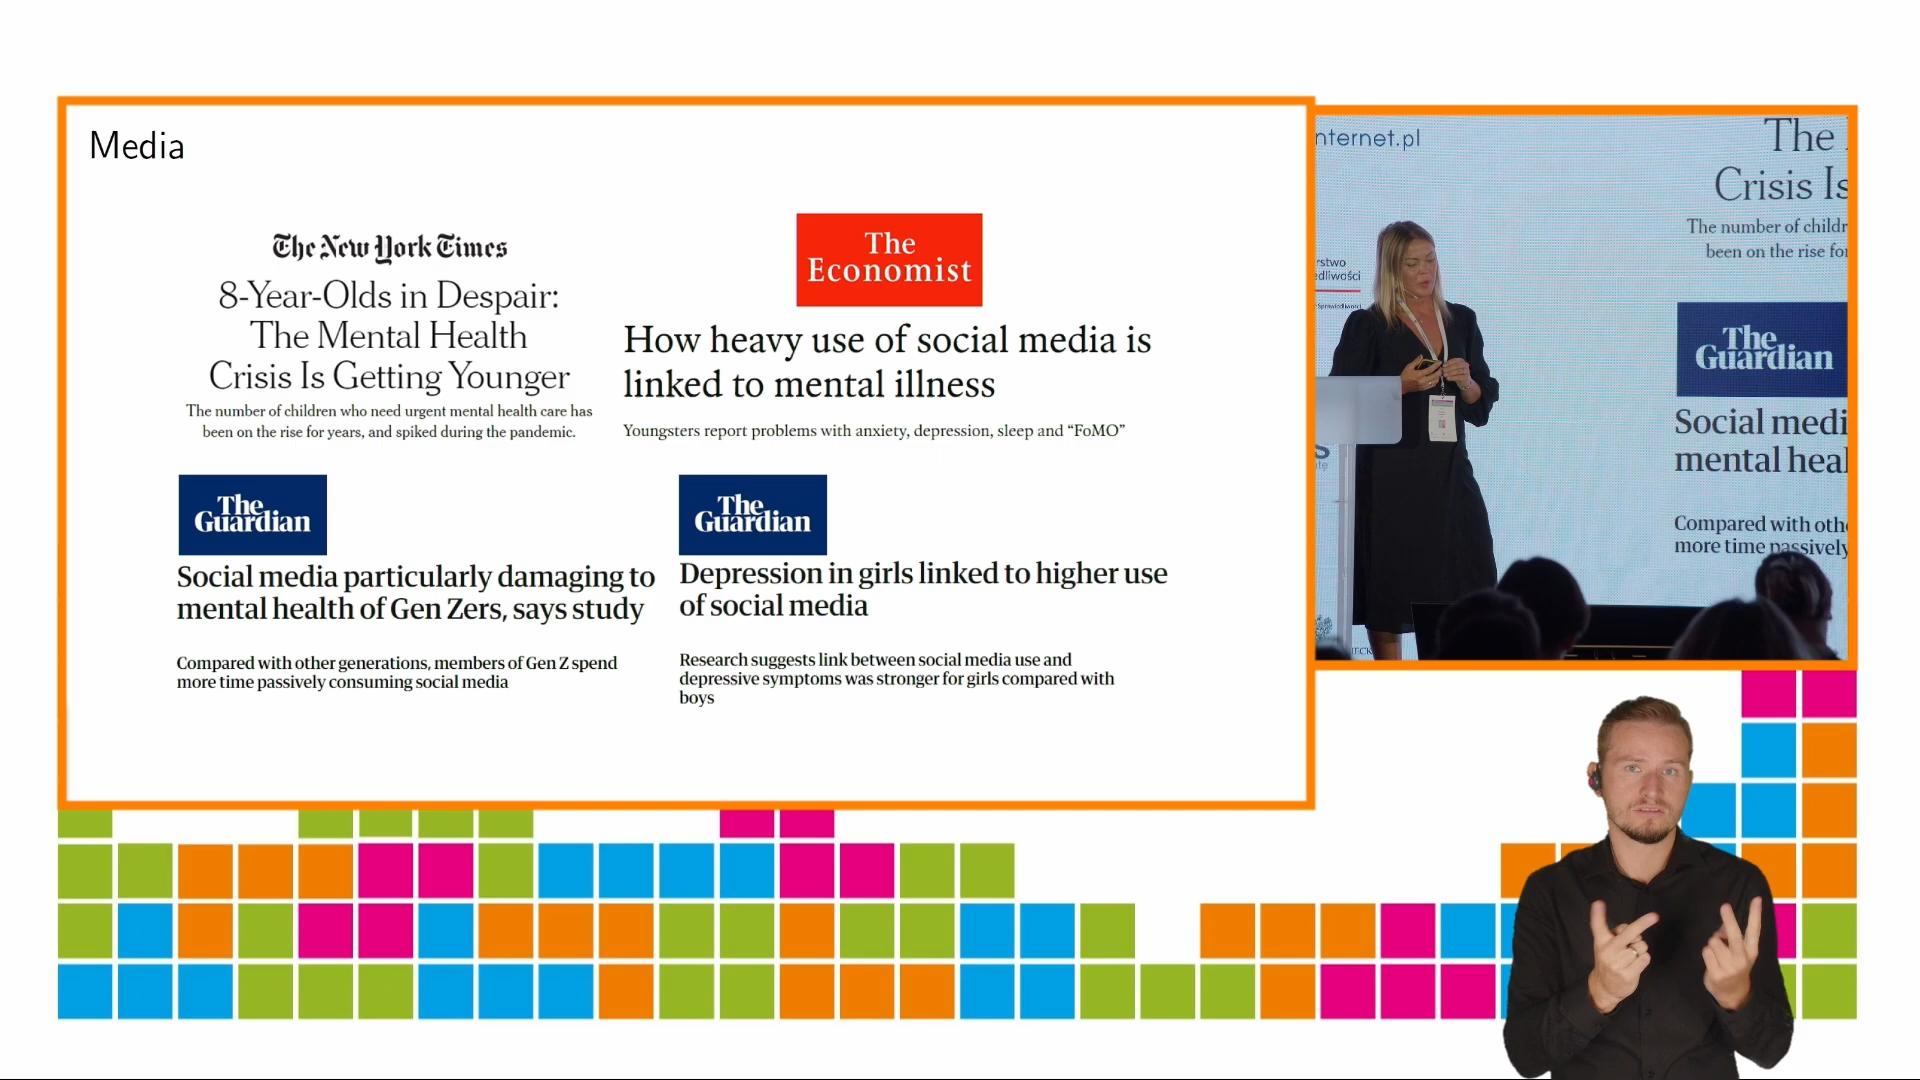 Media
The New York Times
8-Year-Olds in Despair:
The Mental Health
Crisis Is Getting Younger
The number of children who need urgent mental health care has
been on the rise for years, and spiked during the pandemic.
The
Economist
How heavy use of social media is
linked to mental illness
Youngsters report problems with anxiety, depression, sleep and “FoMO”
The
Guardian
Social media particularly damaging to
mental health of Gen Zers, says study
Compared with other generations, members of Gen Z spend
more time passively consuming social media
The
Guardian
Depression in girls linked to higher use
of social media
Research suggests link between social media use and
depressive symptoms was stronger for girls compared with
boys
nternet.pl
The
Crisis Is
The number of childr
been on the rise for
rstwo
dliwości
The
Guardian
Social medi
mental heal
Compared with oth
more time passively